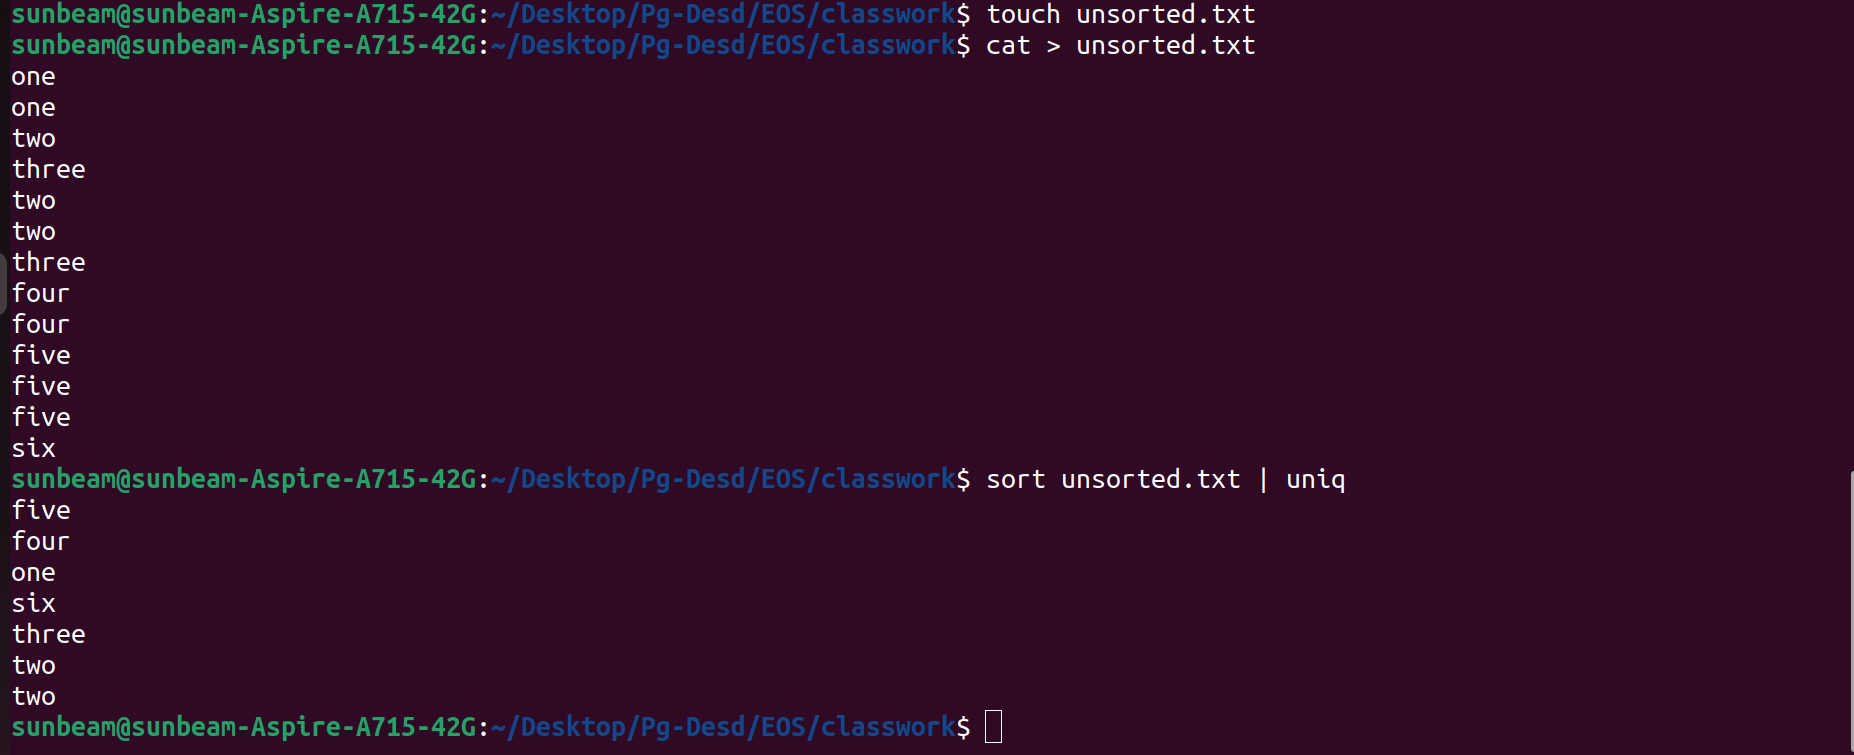 sunbeam@sunbeam-Aspire-A715-42G:~/Desktop/Pg-Desd/EOS/classwork$ touch unsorted.txt
sunbeam@sunbeam-Aspire-A715-42G:~/Desktop/Pg-Desd/EOS/classwork$ cat > unsorted.txt
one
one
two
three
two
two
three
four
four
five
five
five
six
sunbeam@sunbeam-Aspire-A715-42G:~/Desktop/Pg-Desd/EOS/classwork$ sort unsorted.txt | uniq
five
four
one
six
three
two
two
sunbeam@sunbeam-Aspire-A715-42G:~/Desktop/Pg-Desd/EOS/classwork$